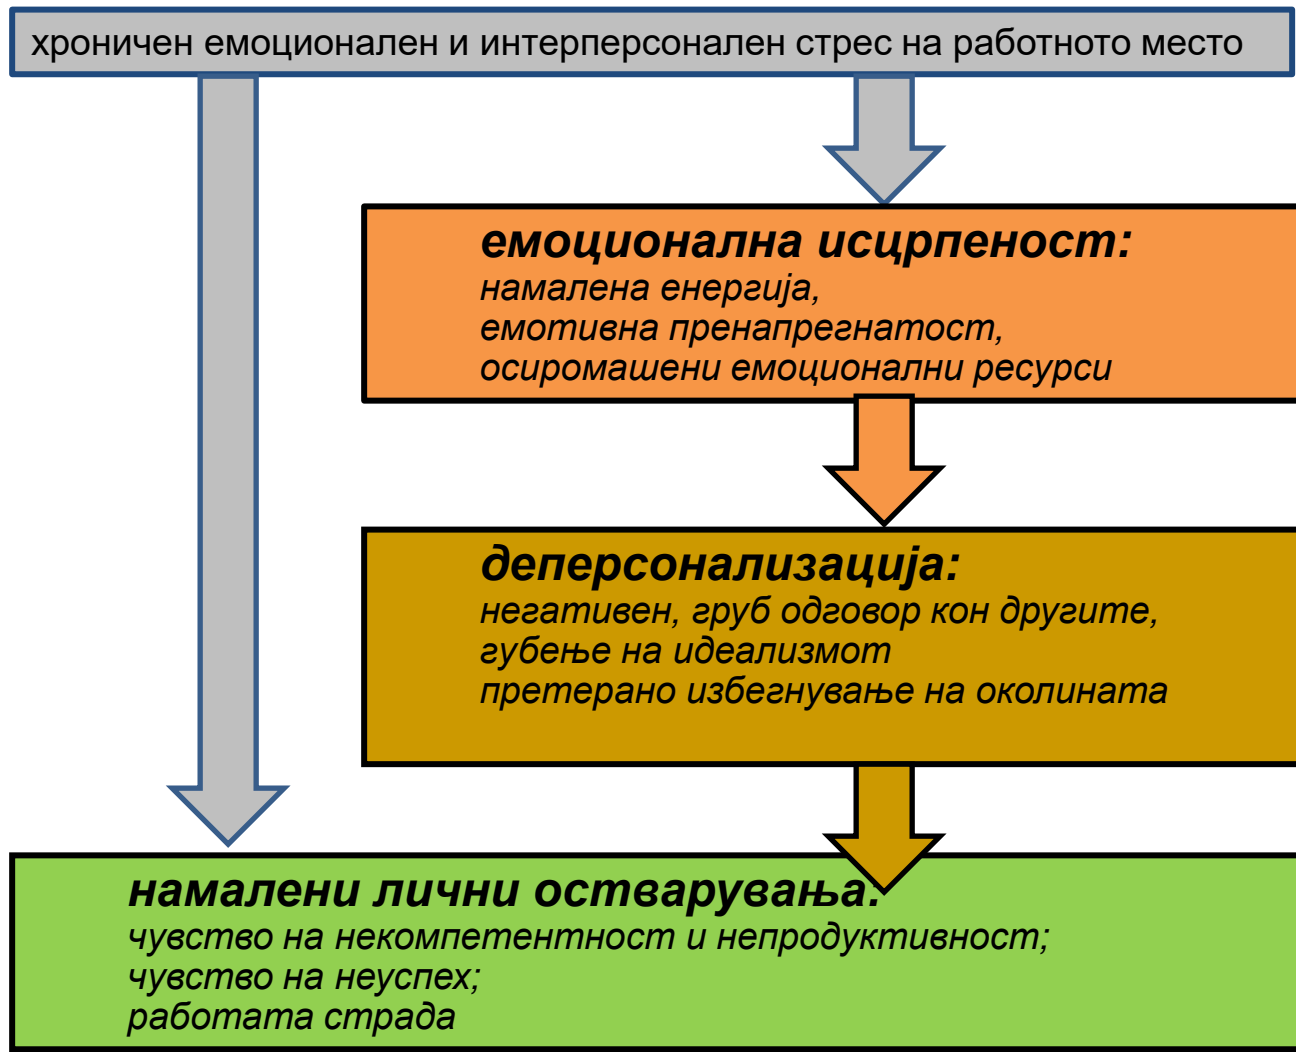 хроничен емоционален и интерперсонален стрес на работното место
емоционална исцрпеност:
намалена енергија,
емотивна пренапрегнатост,
осиромашени емоционални ресурси
деперсонализација:
негативен, груб одговор кон другите,
губење на идеализмот
претерано избегнување на околината
намалени лични остварувања:
чувство на некомпетентност и непродуктивност;
чувство на неуспех;
работата страда